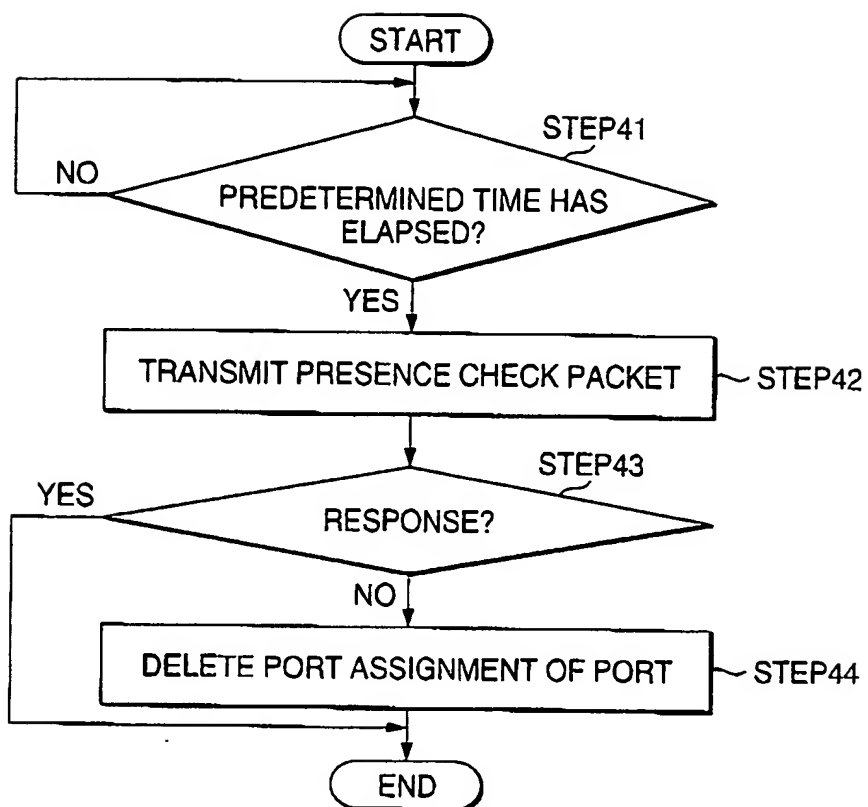 START
STEP41
NO
PREDETERMINED TIME HAS
ELAPSED?
YES
TRANSMIT PRESENCE CHECK PACKET
STEP42
STEP43
YES
RESPONSE?
NO
DELETE PORT ASSIGNMENT OF PORT
STEP44
END